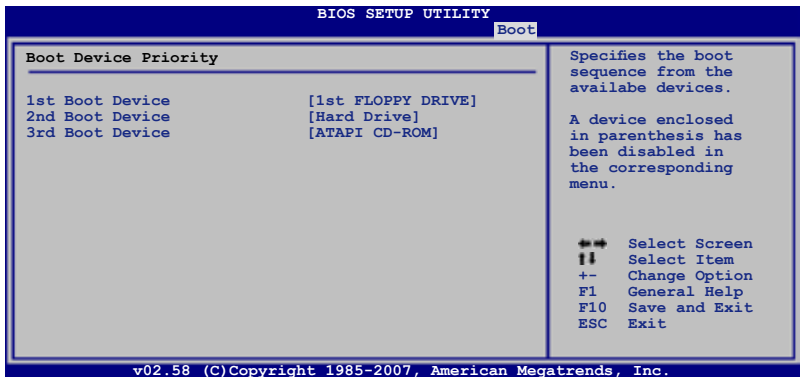 BIOS SETUP UTILITY
Boot
Boot Device Priority
1st Boot Device [1st FLOPPY DRIVE]
2nd Boot Device [Hard Drive]
3rd Boot Device [ATAPI CD-ROM]
Specifies the boot
sequence from the
availabe devices.
A device enclosed
in parenthesis has
been disabled in
the corresponding
menu.
←→ Select Screen
↑↓ Select Item
+- Change Option
F1 General Help
F10 Save and Exit
ESC Exit
v02.58 (C)Copyright 1985-2007, American Megatrends, Inc.